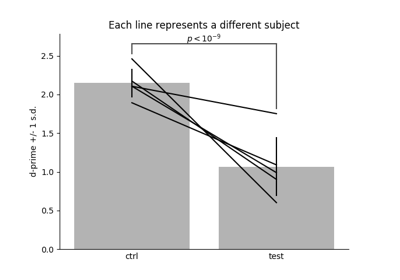 Each line represents a different subject
p < 10⁻⁹
2.5
2.0
1.5
1.0
0.5
0.0
d-prime +/- 1 s.d.
ctrl test